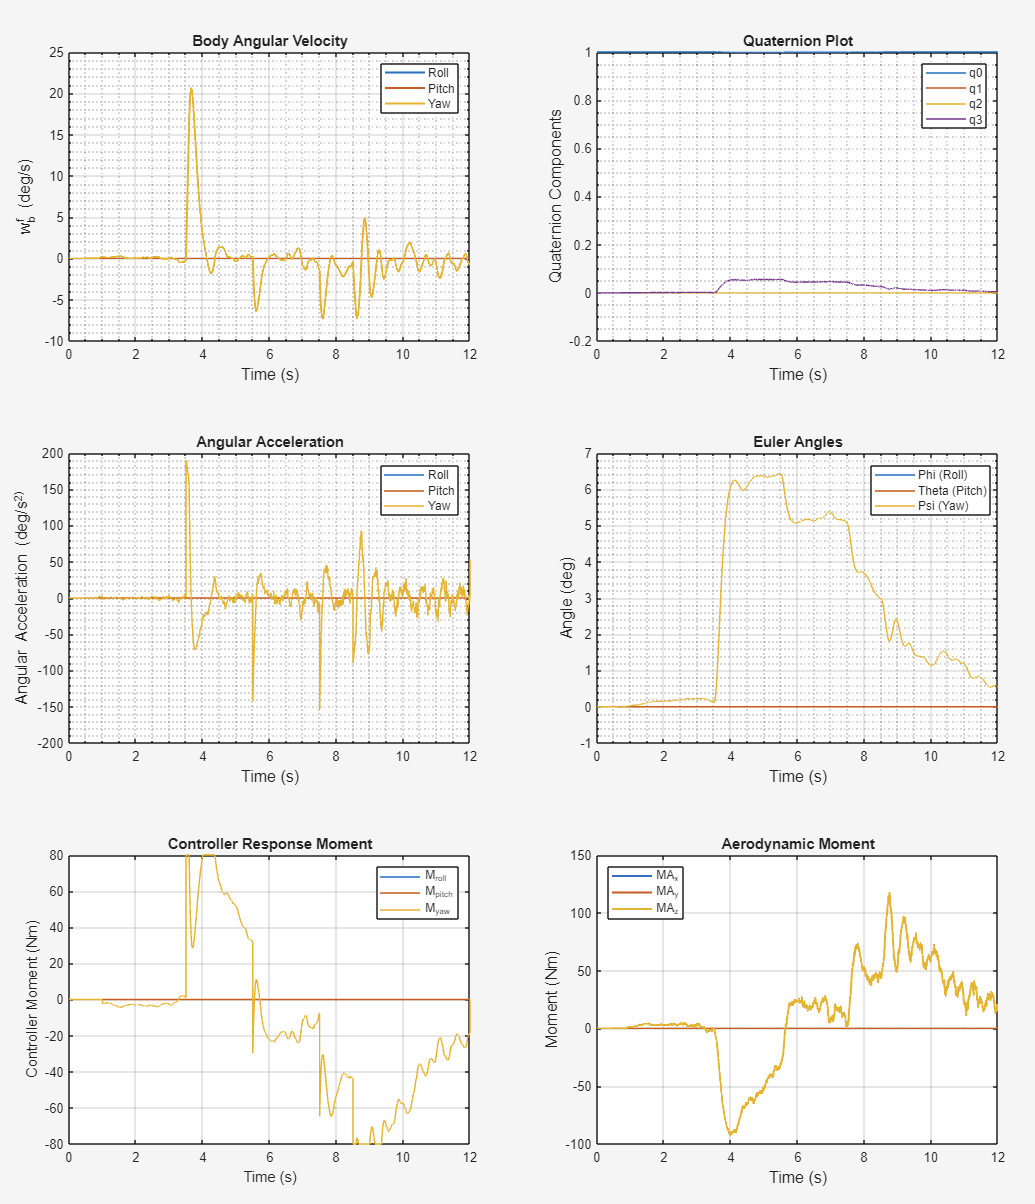 Body Angular Velocity
25
20
15
10
5
0
-5
-10
w_b^f (deg/s)
Roll
Pitch
Yaw
0 2 4 6 8 10 12
Time (s)
Quaternion Plot
1
0.8
0.6
0.4
0.2
0
-0.2
Quaternion Components
q0
q1
q2
q3
0 2 4 6 8 10 12
Time (s)
Angular Acceleration
200
150
100
50
0
-50
-100
-150
-200
Angular Acceleration (deg/s²)
Roll
Pitch
Yaw
0 2 4 6 8 10 12
Time (s)
Euler Angles
7
6
5
4
3
2
1
0
-1
Angle (deg)
Phi (Roll)
Theta (Pitch)
Psi (Yaw)
0 2 4 6 8 10 12
Time (s)
Controller Response Moment
80
60
40
20
0
-20
-40
-60
-80
Controller Moment (Nm)
M_roll
M_pitch
M_yaw
0 2 4 6 8 10 12
Time (s)
Aerodynamic Moment
150
100
50
0
-50
-100
Moment (Nm)
MA_x
MA_y
MA_z
0 2 4 6 8 10 12
Time (s)